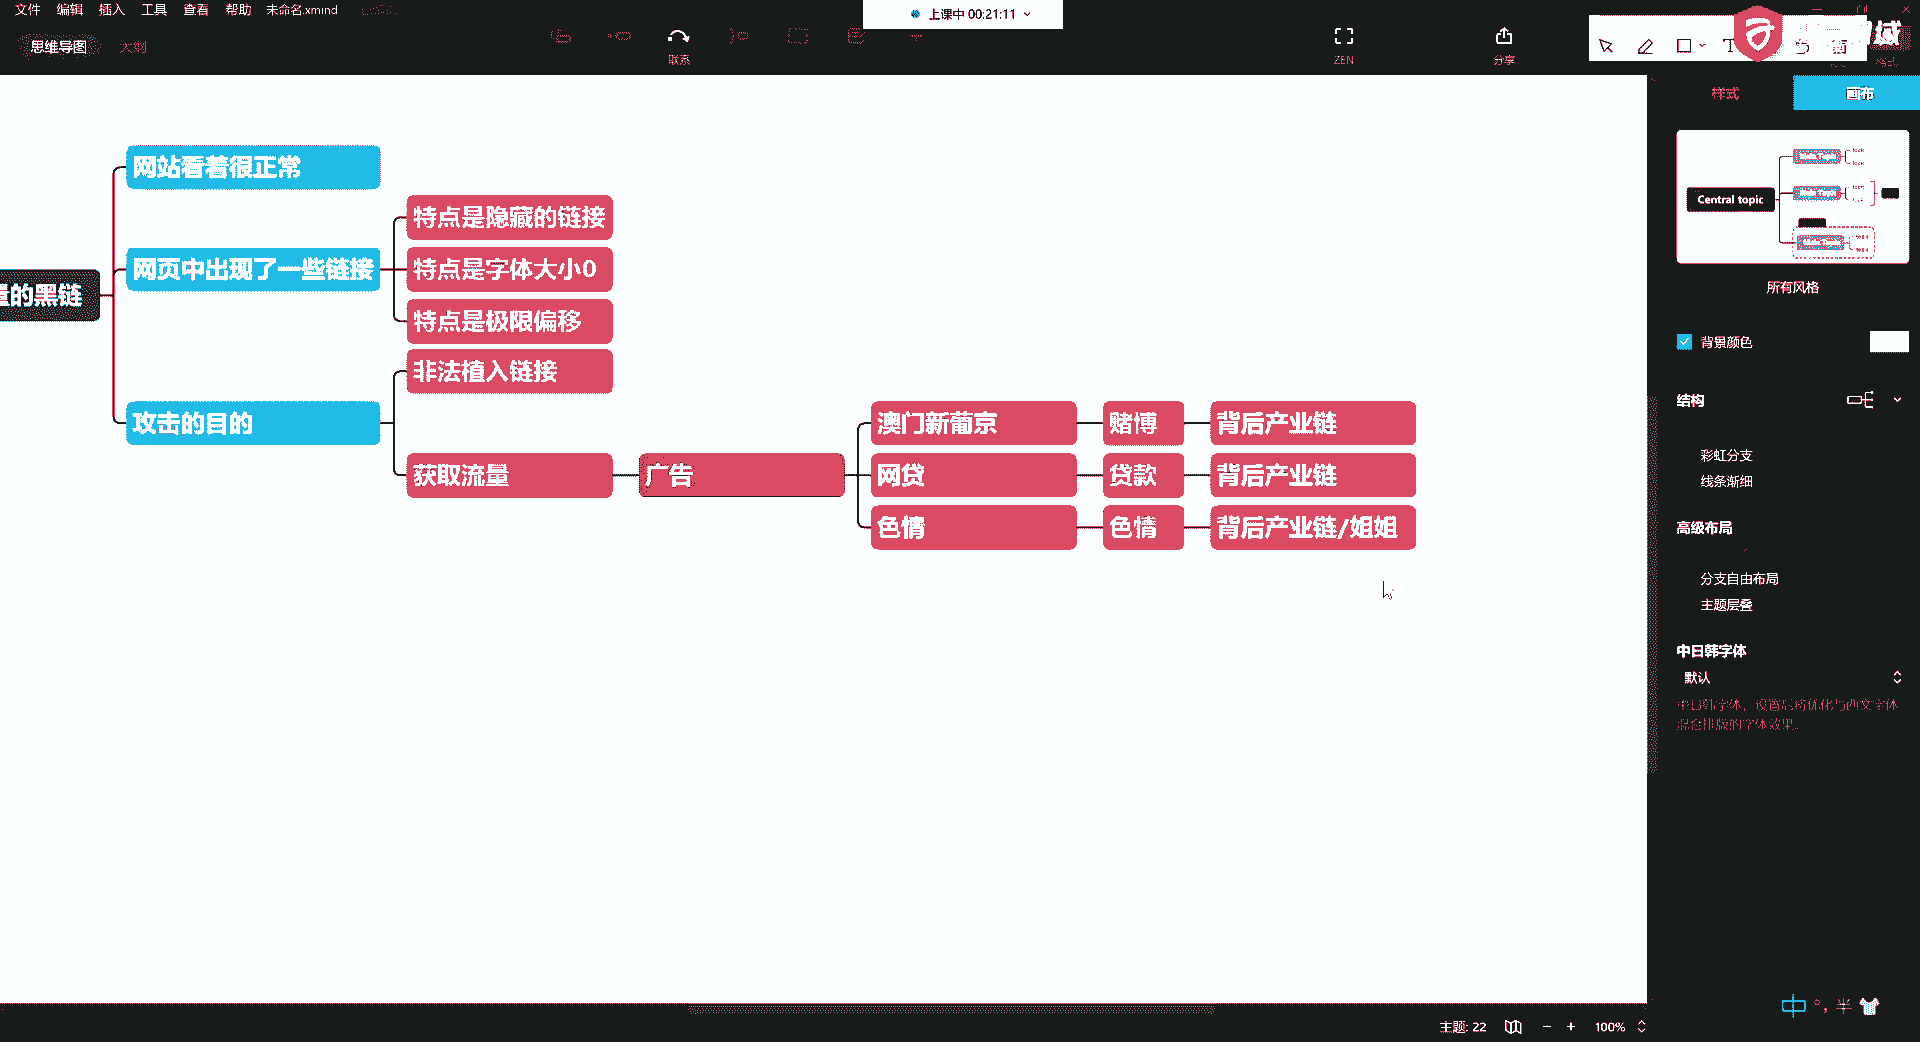 文件 编辑 插入 工具 查看 帮助 未命名.xmind
上课中 00:21:11
思维导图 大纲
联系
ZEN
分享
域
样式 画布
网站看着很正常
特点是隐藏的链接
网页中出现了一些链接
特点是字体大小0
的黑链
特点是极限偏移
非法植入链接
攻击的目的
澳门新葡京 赌博 背后产业链
获取流量 广告 网贷 贷款 背后产业链
色情 色情 背后产业链/姐姐
Central topic
所有风格
背景颜色
结构
彩虹分支
线条渐细
高级布局
分支自由布局
主题层叠
中日韩字体
默认
中日韩字体，设置后将优化与西文字体
混合排版的字体效果。
中
主题: 22
100%